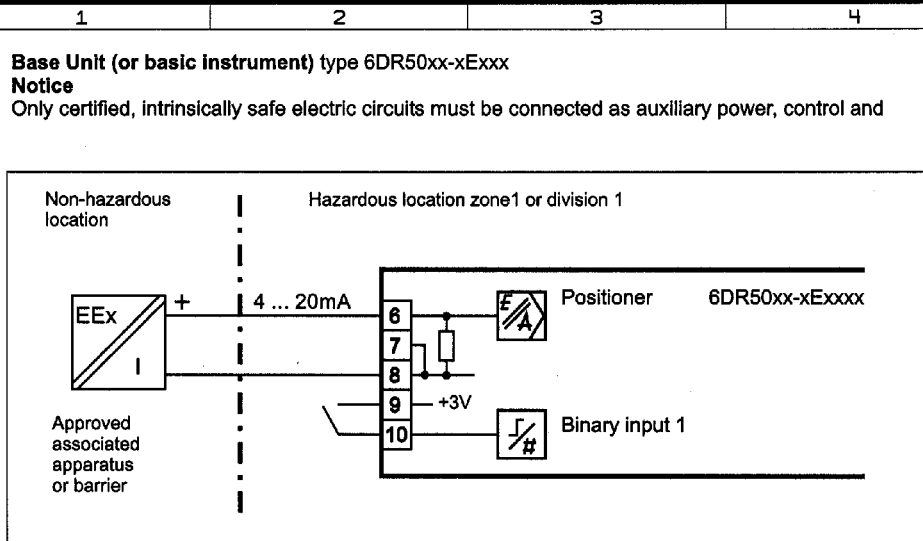 1 2 3 4
Base Unit (or basic instrument) type 6DR50xx-xExxx
Notice
Only certified, intrinsically safe electric circuits must be connected as auxiliary power, control and
Non-hazardous
location
Hazardous location zone1 or division 1
EEx
I
+
4 ... 20mA
6
7
8
9
10
+3V
E
A
Positioner
6DR50xx-xExxxx
#
Binary input 1
Approved
associated
apparatus
or barrier